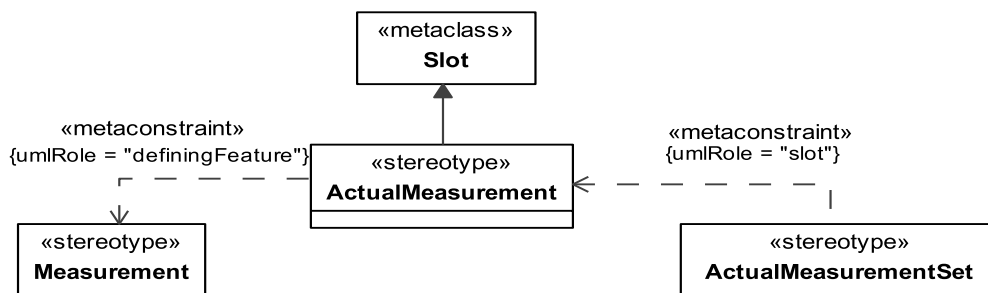 «metaclass»
Slot
«metaconstraint»
{umlRole = "definingFeature"}
«metaconstraint»
{umlRole = "slot"}
«stereotype»
ActualMeasurement
«stereotype»
Measurement
«stereotype»
ActualMeasurementSet